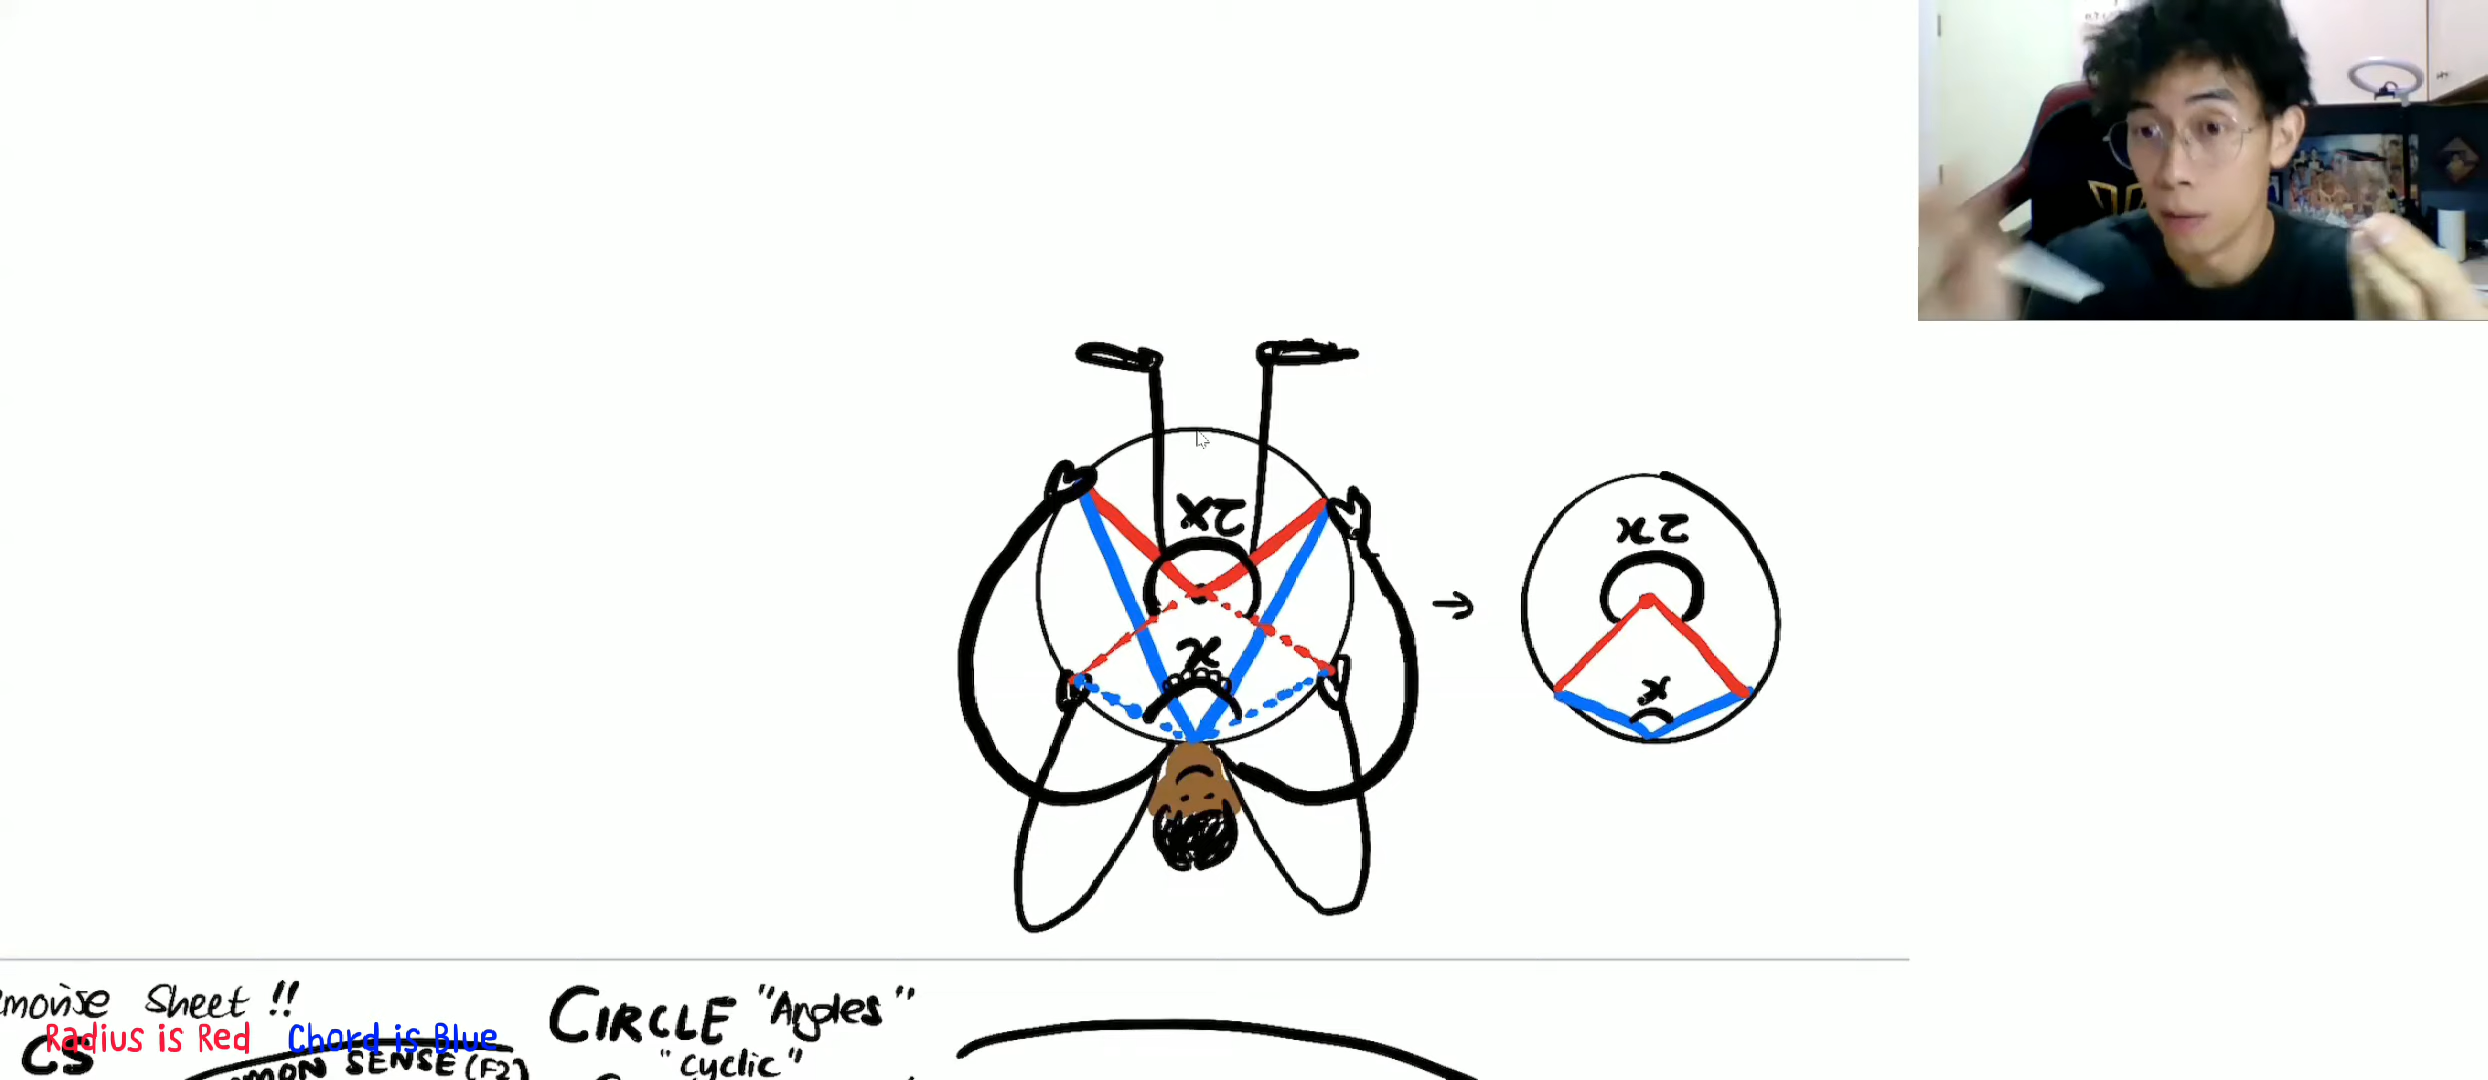 2x
x
2x
x
Sheet !!
Radius is Red Chord is Blue
CIRCLE "Angles"
CS
SENSE (F2)
"cyclic"